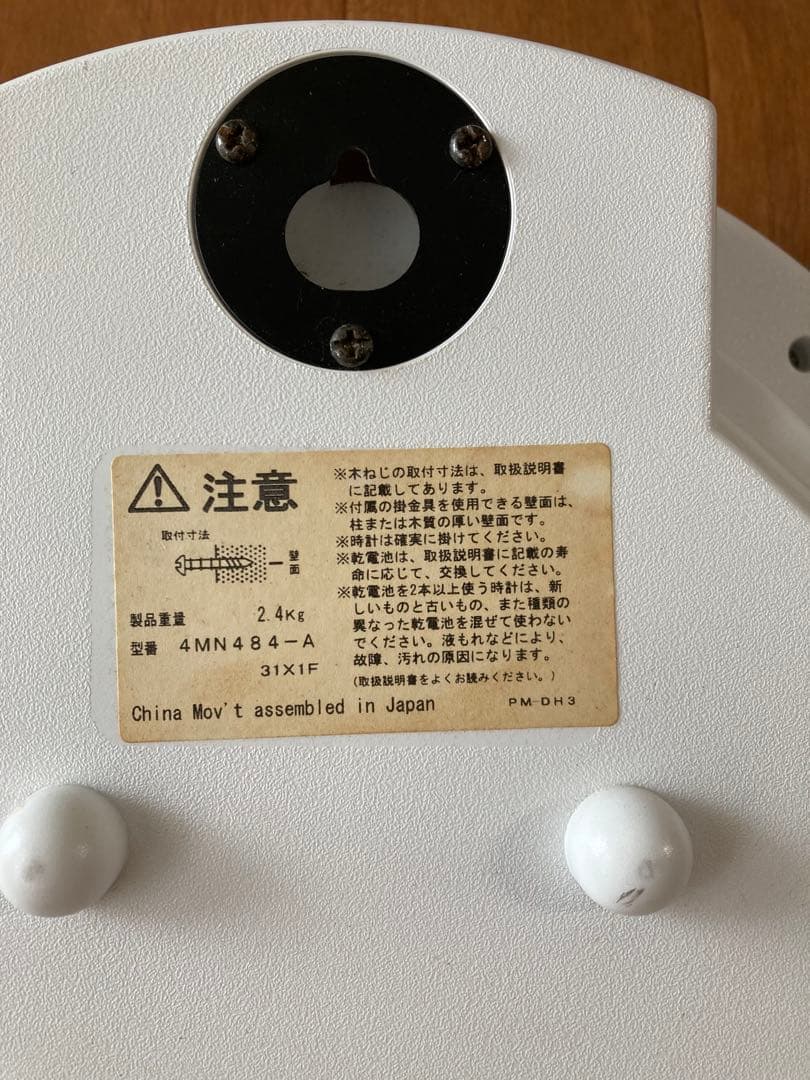 注意
取付寸法
壁面
製品重量 2.4Kg
型番 4MN484-A
31X1F
※木ねじの取付寸法は、取扱説明書
に記載してあります。
※付属の掛金具を使用できる壁面は、
柱または木質の厚い壁面です。
※時計は確実に掛けてください。
※乾電池は、取扱説明書に記載の寿
命に応じて、交換してください。
※乾電池を2本以上使う時計は、新
しいものと古いもの、また種類の
異なった乾電池を混ぜて使わない
でください。液もれなどにより、
故障、汚れの原因になります。
(取扱説明書をよくお読みください。)
China Mov't assembled in Japan
PM-DH3